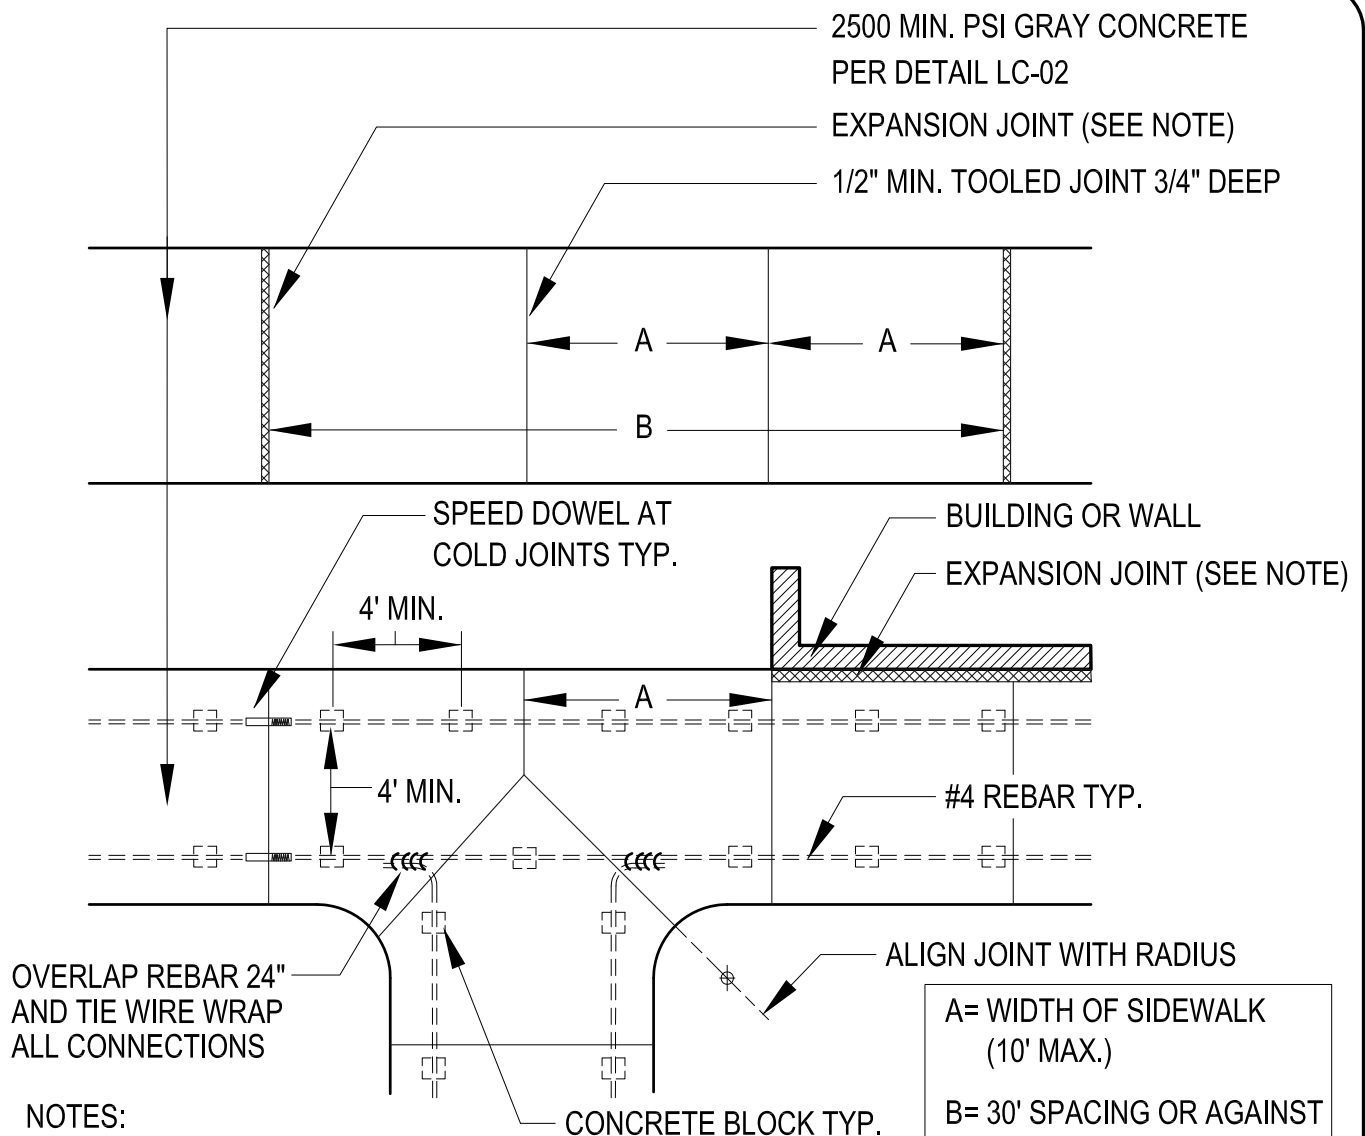 2500 MIN. PSI GRAY CONCRETE
PER DETAIL LC-02
EXPANSION JOINT (SEE NOTE)
1/2" MIN. TOOLED JOINT 3/4" DEEP
A
A
B
SPEED DOWEL AT
COLD JOINTS TYP.
BUILDING OR WALL
EXPANSION JOINT (SEE NOTE)
4' MIN.
A
4' MIN.
#4 REBAR TYP.
OVERLAP REBAR 24"
AND TIE WIRE WRAP
ALL CONNECTIONS
ALIGN JOINT WITH RADIUS
A= WIDTH OF SIDEWALK
(10' MAX.)
B= 30' SPACING OR AGAINST
NOTES:
CONCRETE BLOCK TYP.